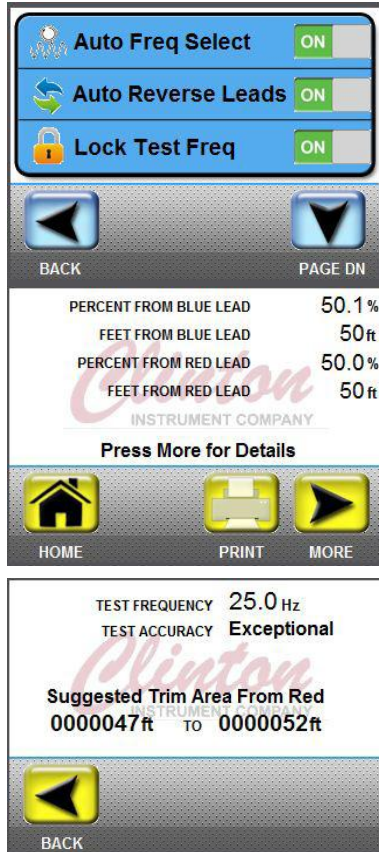 Auto Freq Select ON
Auto Reverse Leads ON
Lock Test Freq ON
BACK PAGE DN
PERCENT FROM BLUE LEAD 50.1%
FEET FROM BLUE LEAD 50ft
PERCENT FROM RED LEAD 50.0%
FEET FROM RED LEAD 50ft
Clinton
INSTRUMENT COMPANY
Press More for Details
HOME PRINT MORE
TEST FREQUENCY 25.0 Hz
TEST ACCURACY Exceptional
Clinton
Suggested Trim Area From Red
INSTRUMENT COMPANY
0000047ft TO 0000052ft
BACK